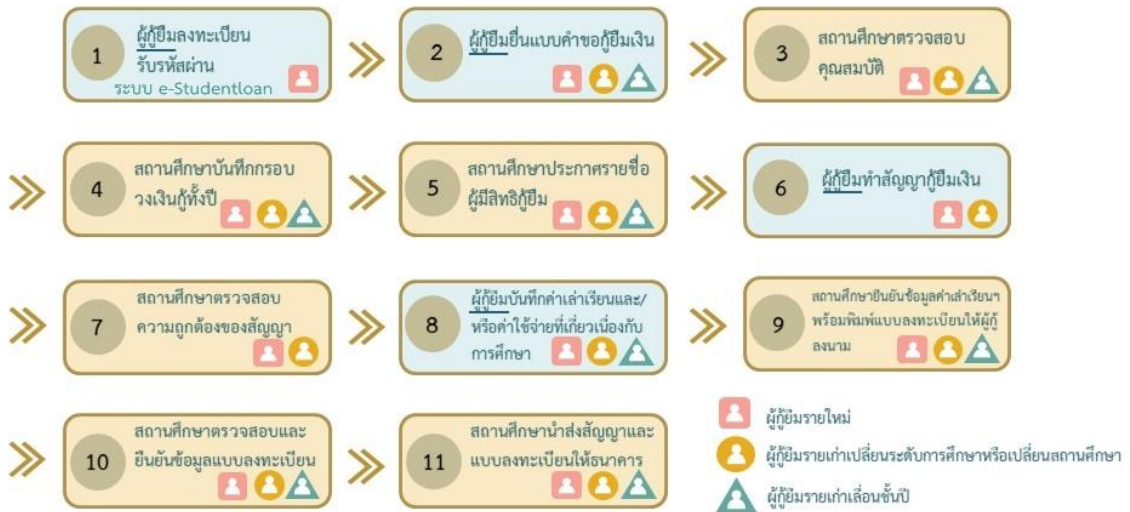 1
ผู้กู้ยืมลงทะเบียน
รับรหัสผ่าน
ระบบ e-Studentloan
2
ผู้กู้ยืมยื่นแบบคำขอกู้ยืมเงิน
3
สถานศึกษาตรวจสอบ
คุณสมบัติ
4
สถานศึกษาบันทึกกรอบ
วงเงินกู้ทั้งปี
5
สถานศึกษาประกาศรายชื่อ
ผู้มีสิทธิกู้ยืม
6
ผู้กู้ยืมทำสัญญากู้ยืมเงิน
7
สถานศึกษาตรวจสอบ
ความถูกต้องของสัญญา
8
ผู้กู้ยืมบันทึกค่าเล่าเรียนและ/
หรือค่าใช้จ่ายที่เกี่ยวเนื่องกับ
การศึกษา
9
สถานศึกษายืนยันข้อมูลค่าเล่าเรียนฯ
พร้อมพิมพ์แบบลงทะเบียนให้ผู้กู้
ลงนาม
10
สถานศึกษาตรวจสอบและ
ยืนยันข้อมูลแบบลงทะเบียน
11
สถานศึกษานำส่งสัญญาและ
แบบลงทะเบียนให้ธนาคาร
ผู้กู้ยืมรายใหม่
ผู้กู้ยืมรายเก่าเปลี่ยนระดับการศึกษาหรือเปลี่ยนสถานศึกษา
ผู้กู้ยืมรายเก่าเลื่อนชั้นปี